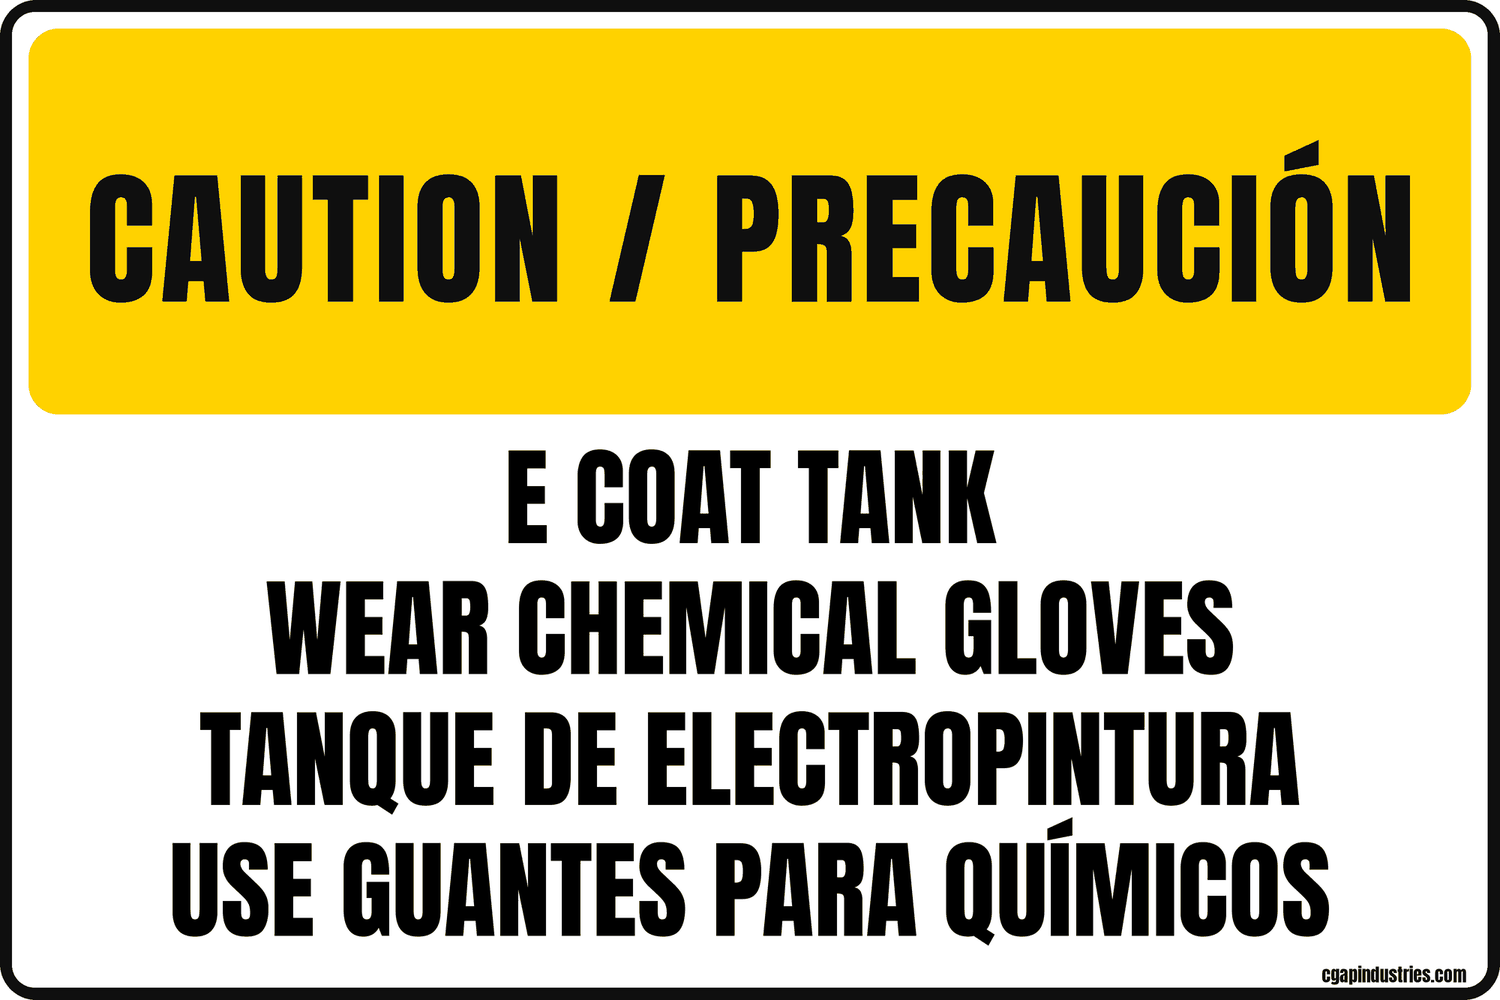 CAUTION / PRECAUCIÓN
E COAT TANK
WEAR CHEMICAL GLOVES
TANQUE DE ELECTROPINTURA
USE GUANTES PARA QUÍMICOS
cgapindustries.com